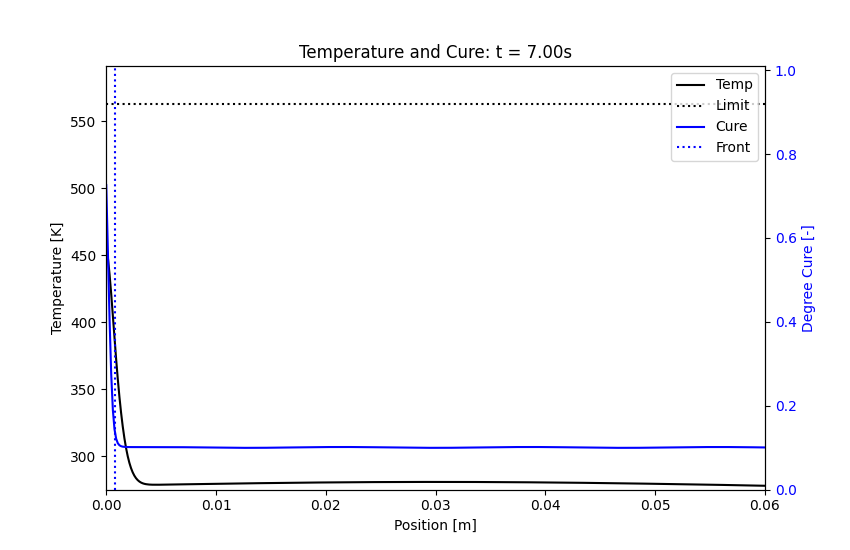 Temperature and Cure: t = 7.00s
Temp
Limit
Cure
Front
Temperature [K]
550
500
450
400
350
300
Degree Cure [-]
1.0
0.8
0.6
0.4
0.2
0.0
0.00 0.01 0.02 0.03 0.04 0.05 0.06
Position [m]